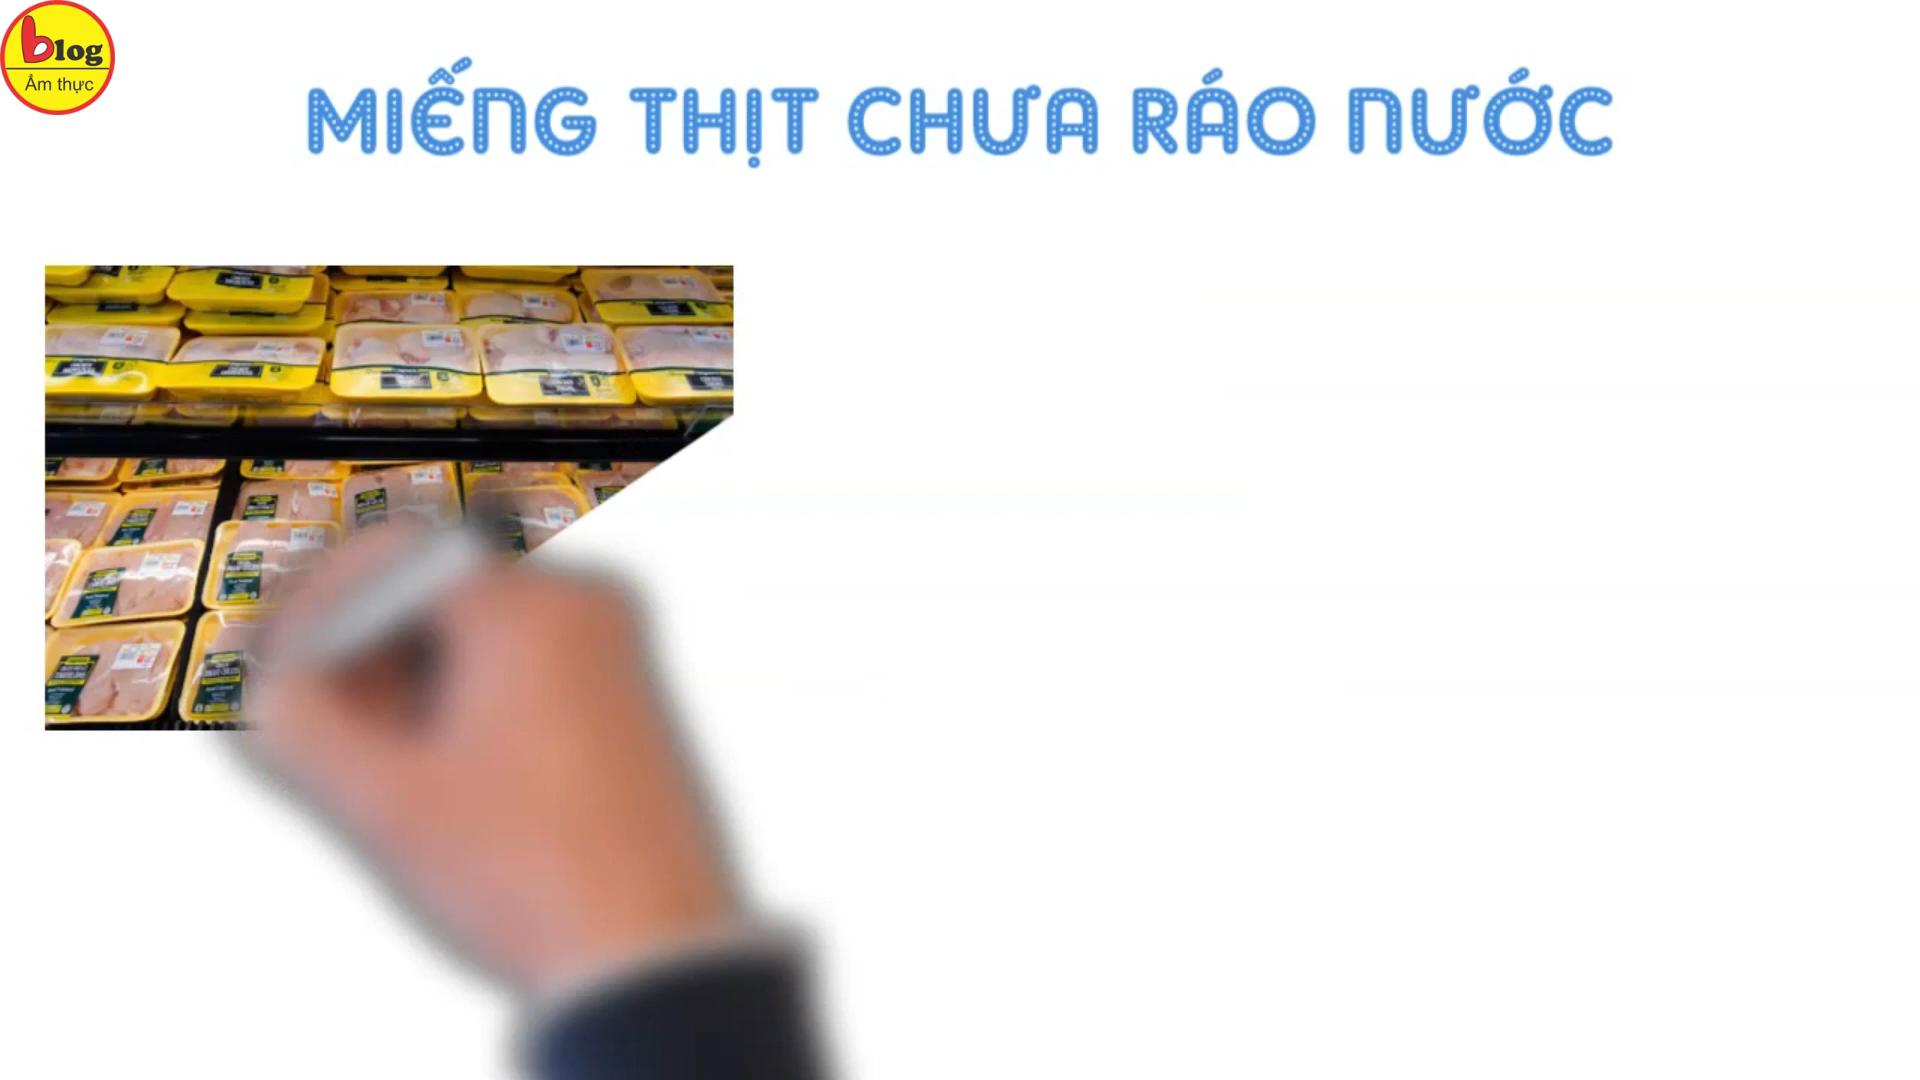 blog
Ẩm thực
MIẾNG THỊT CHƯA RÁO NƯỚC